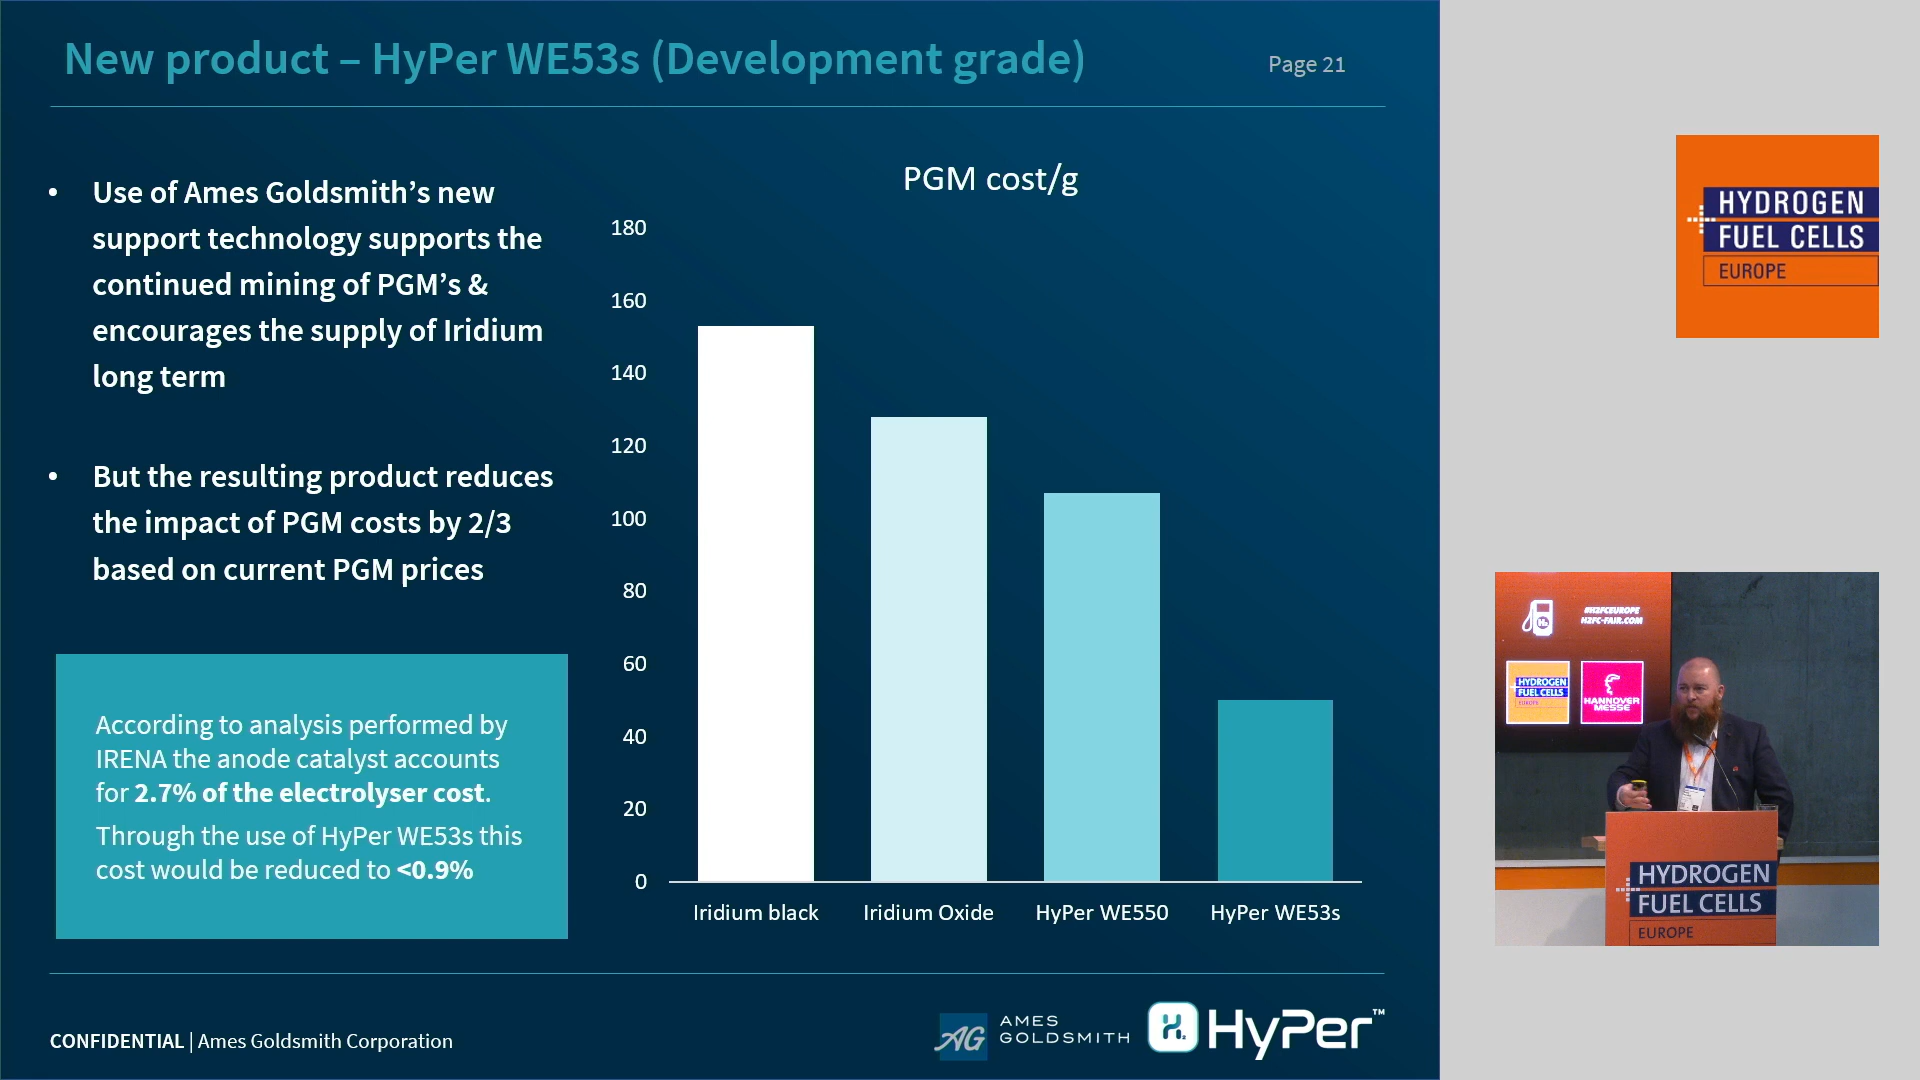 New product – HyPer WE53s (Development grade)
Page 21
• Use of Ames Goldsmith’s new
support technology supports the
continued mining of PGM’s &
encourages the supply of Iridium
long term
• But the resulting product reduces
the impact of PGM costs by 2/3
based on current PGM prices
According to analysis performed by
IRENA the anode catalyst accounts
for 2.7% of the electrolyser cost.
Through the use of HyPer WE53s this
cost would be reduced to <0.9%
PGM cost/g
180
160
140
120
100
80
60
40
20
0
Iridium black
Iridium Oxide
HyPer WE550
HyPer WE53s
CONFIDENTIAL | Ames Goldsmith Corporation
AG
AMES
GOLDSMITH
H2
HyPer™
HYDROGEN
FUEL CELLS
EUROPE
H2
#H2FCEUROPE
H2FC-FAIR.COM
HYDROGEN
FUEL CELLS
EUROPE
HANNOVER
MESSE
HYDROGEN
FUEL CELLS
EUROPE